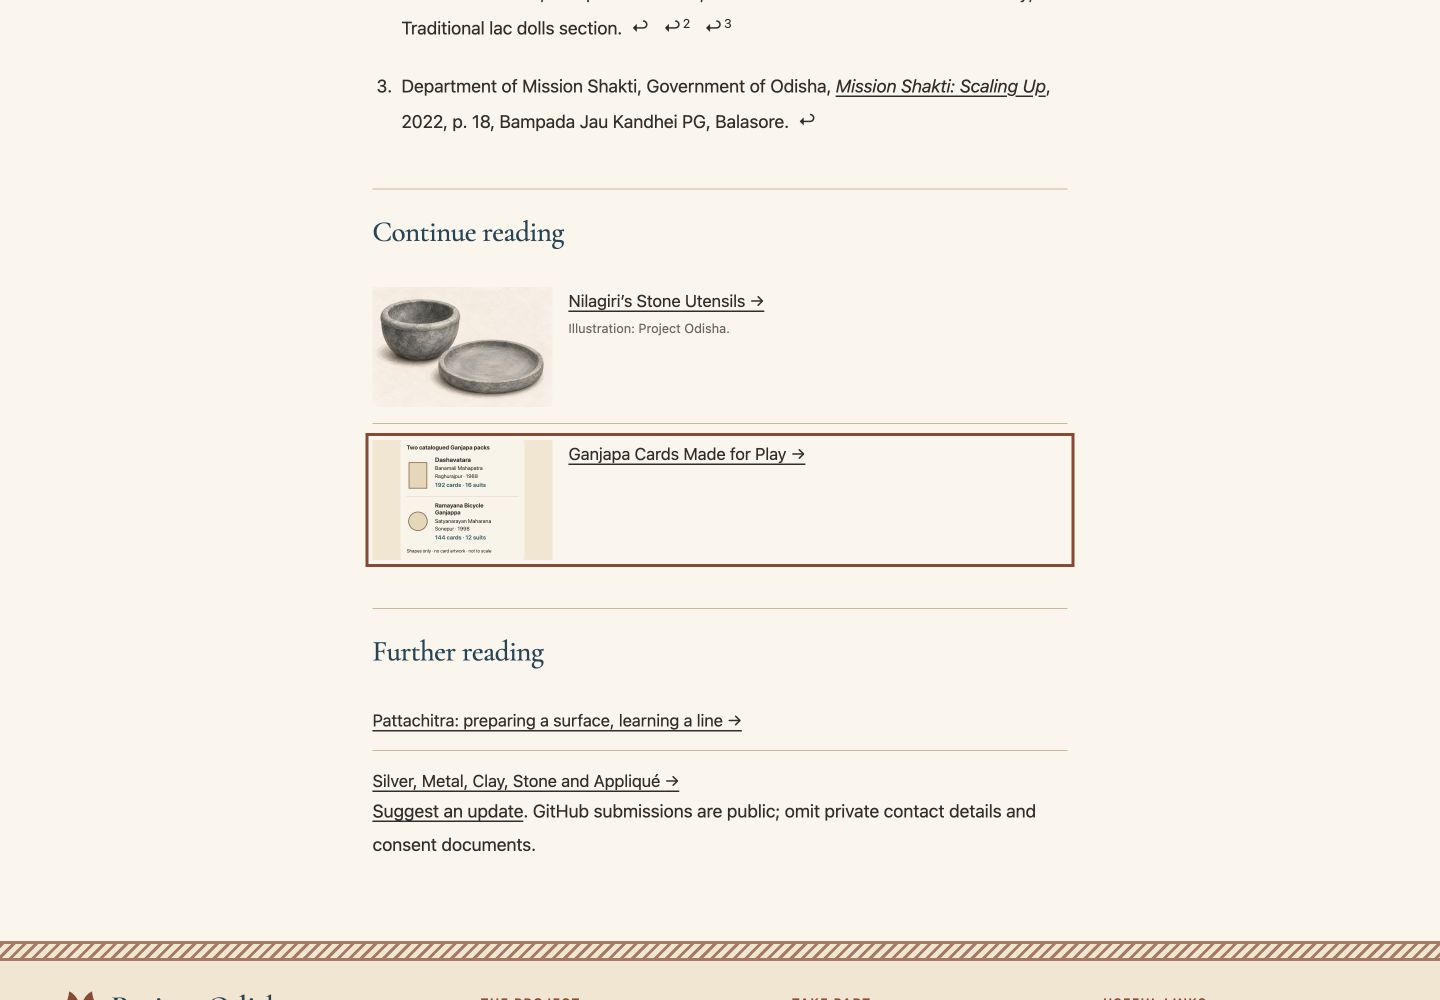 Traditional lac dolls section. ↩ ↩2 ↩3
3. Department of Mission Shakti, Government of Odisha, Mission Shakti: Scaling Up,
2022, p. 18, Bampada Jau Kandhei PG, Balasore. ↩
Continue reading
Nilagiri’s Stone Utensils →
Illustration: Project Odisha.
Two catalogued Ganjapa packs
Dashavatara
Banamali Mahapatra
Raghurajpur · 1988
192 cards · 16 suits
Ramayana Bicycle
Ganjappa
Satyanarayan Maharana
Sonepur · 1998
144 cards · 12 suits
Shapes only · no card artwork · not to scale
Ganjapa Cards Made for Play →
Further reading
Pattachitra: preparing a surface, learning a line →
Silver, Metal, Clay, Stone and Appliqué →
Suggest an update. GitHub submissions are public; omit private contact details and
consent documents.